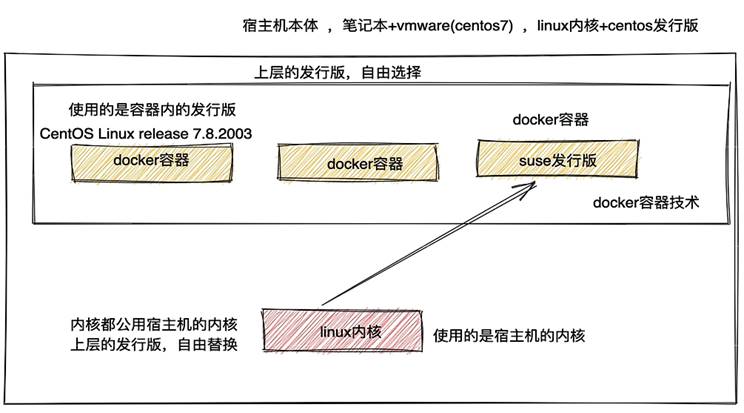 宿主机本体 ，笔记本+vmware(centos7) ，linux内核+centos发行版
上层的发行版，自由选择
使用的是容器内的发行版
CentOS Linux release 7.8.2003
docker容器
docker容器
docker容器
suse发行版
docker容器技术
内核都公用宿主机的内核
上层的发行版，自由替换
linux内核
使用的是宿主机的内核